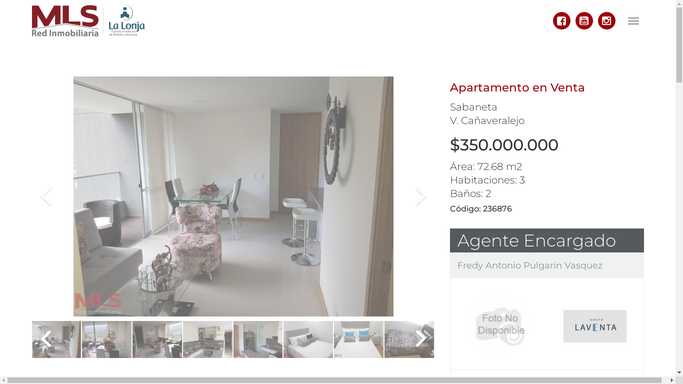 MLS
Red Inmobiliaria
La Lonja
Apartamento en Venta
Sabaneta
V. Cañaveralejo
$350.000.000
Área: 72.68 m2
Habitaciones: 3
Baños: 2
Código: 236876
Agente Encargado
Fredy Antonio Pulgarin Vasquez
MLS
Foto No
Disponible
LAVENTA